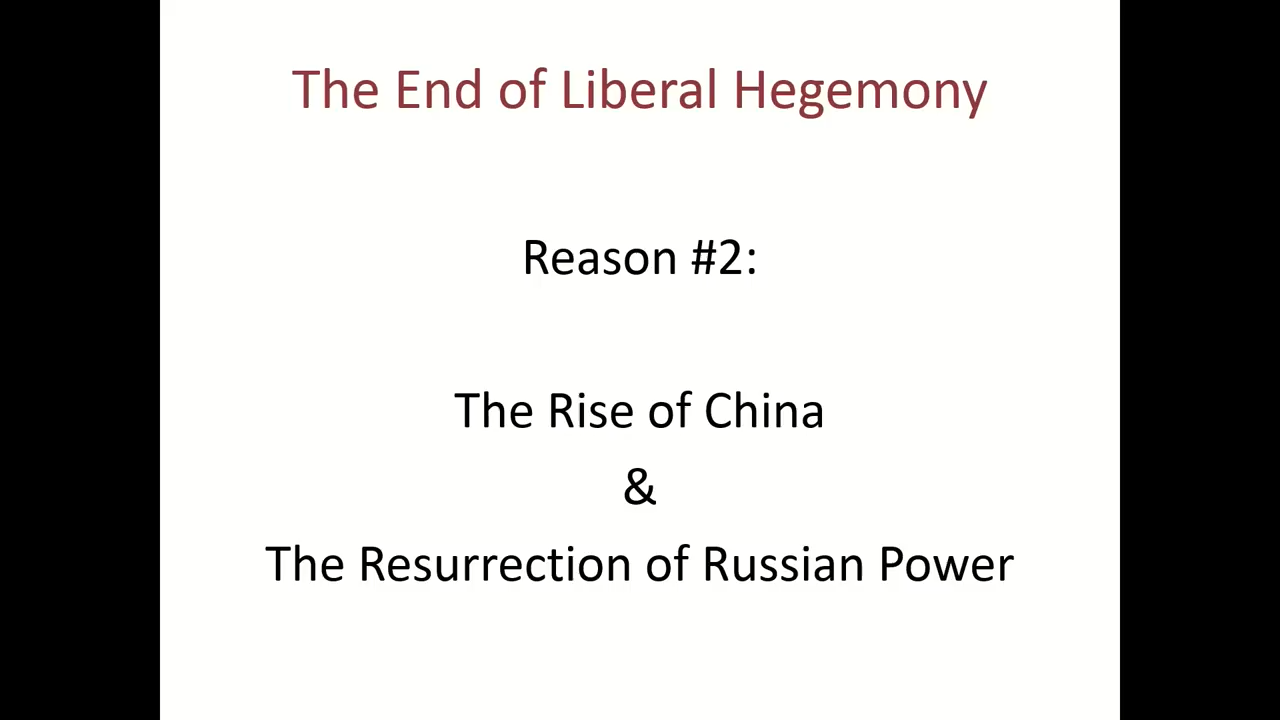 The End of Liberal Hegemony
Reason #2:
The Rise of China
&
The Resurrection of Russian Power